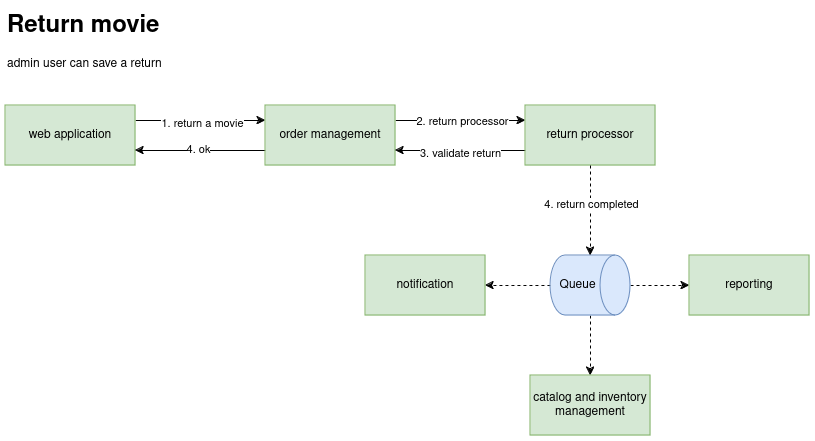 Return movie
admin user can save a return
web application
1. return a movie
order management
2. return processor
return processor
4. ok
3. validate return
4. return completed
notification
Queue
reporting
catalog and inventory
management